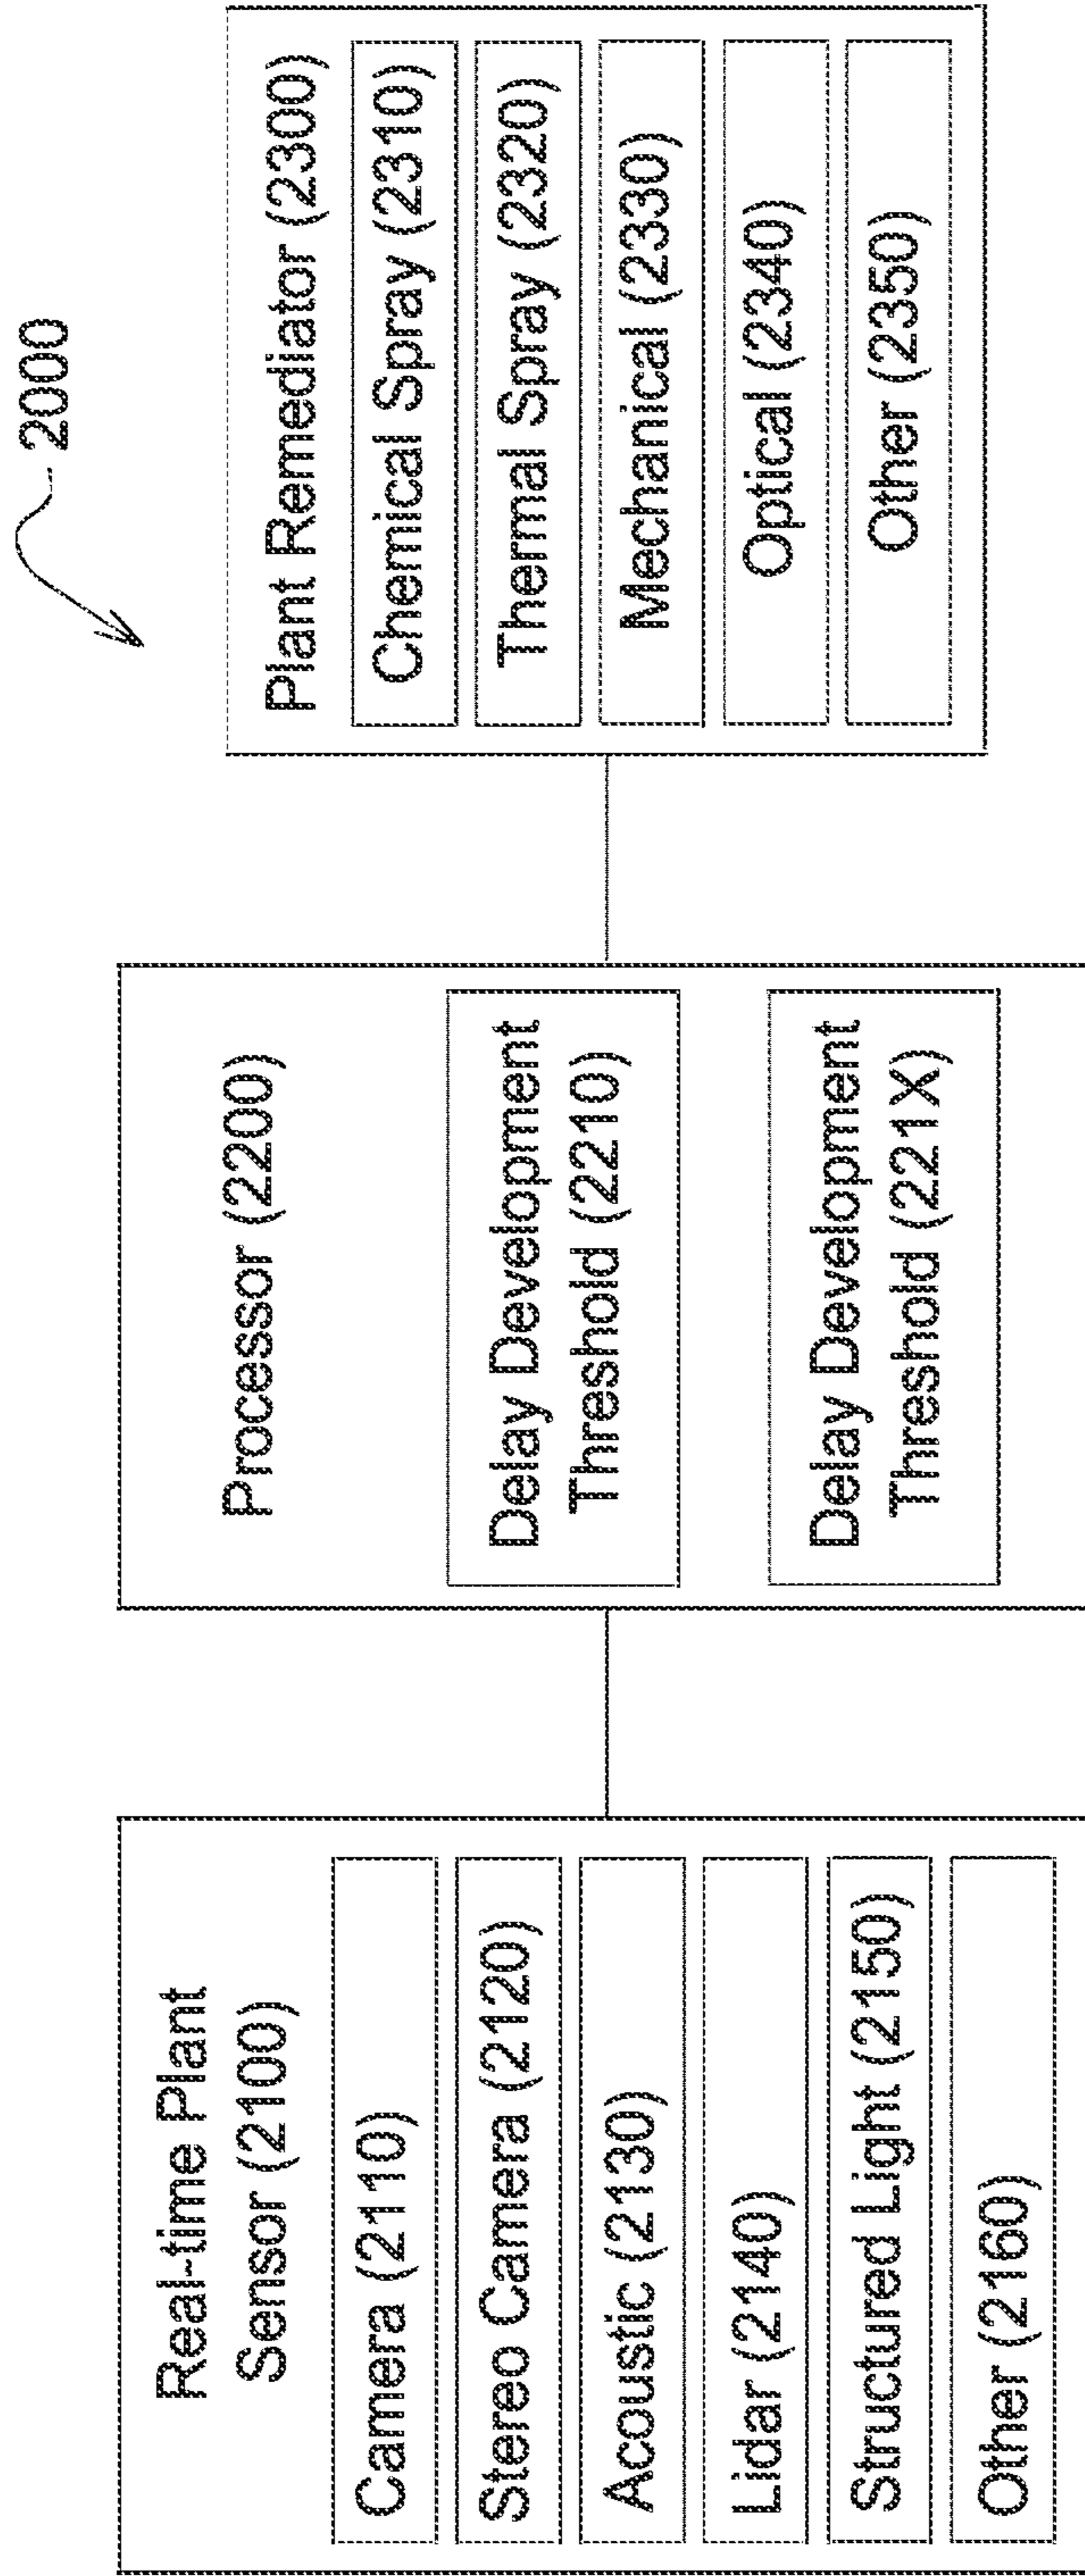 2000
Real-time Plant
Sensor (2100)
Camera (2110)
Stereo Camera (2120)
Acoustic (2130)
Lidar (2140)
Structured Light (2150)
Other (2160)
Processor (2200)
Delay Development
Threshold (2210)
Delay Development
Threshold (221X)
Plant Remediator (2300)
Chemical Spray (2310)
Thermal Spray (2320)
Mechanical (2330)
Optical (2340)
Other (2350)